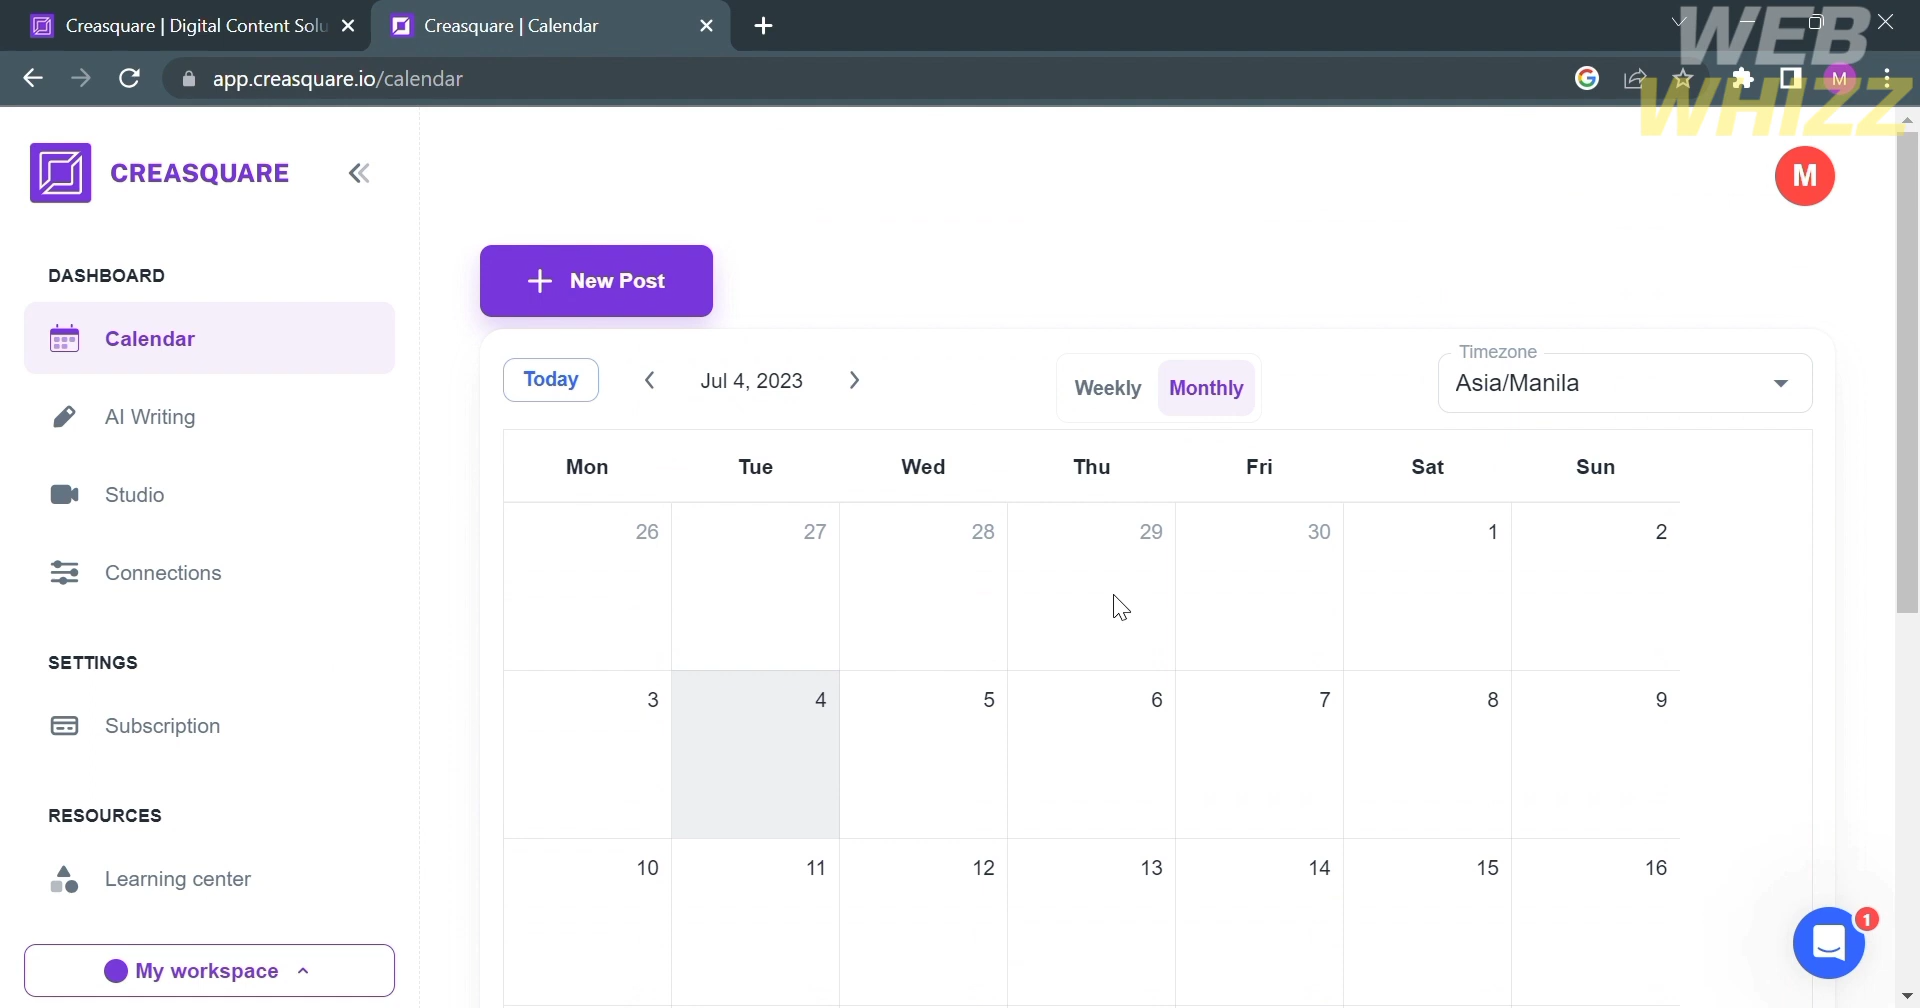 Creasquare | Digital Content Solu
Creasquare | Calendar
WEB
WHIZZ
app.creasquare.io/calendar
M
CREASQUARE
M
DASHBOARD
Calendar
AI Writing
Studio
Connections
SETTINGS
Subscription
RESOURCES
Learning center
My workspace
New Post
Today
Jul 4, 2023
Weekly Monthly
Timezone
Asia/Manila
Mon Tue Wed Thu Fri Sat Sun
26 27 28 29 30 1 2
3 4 5 6 7 8 9
10 11 12 13 14 15 16
1